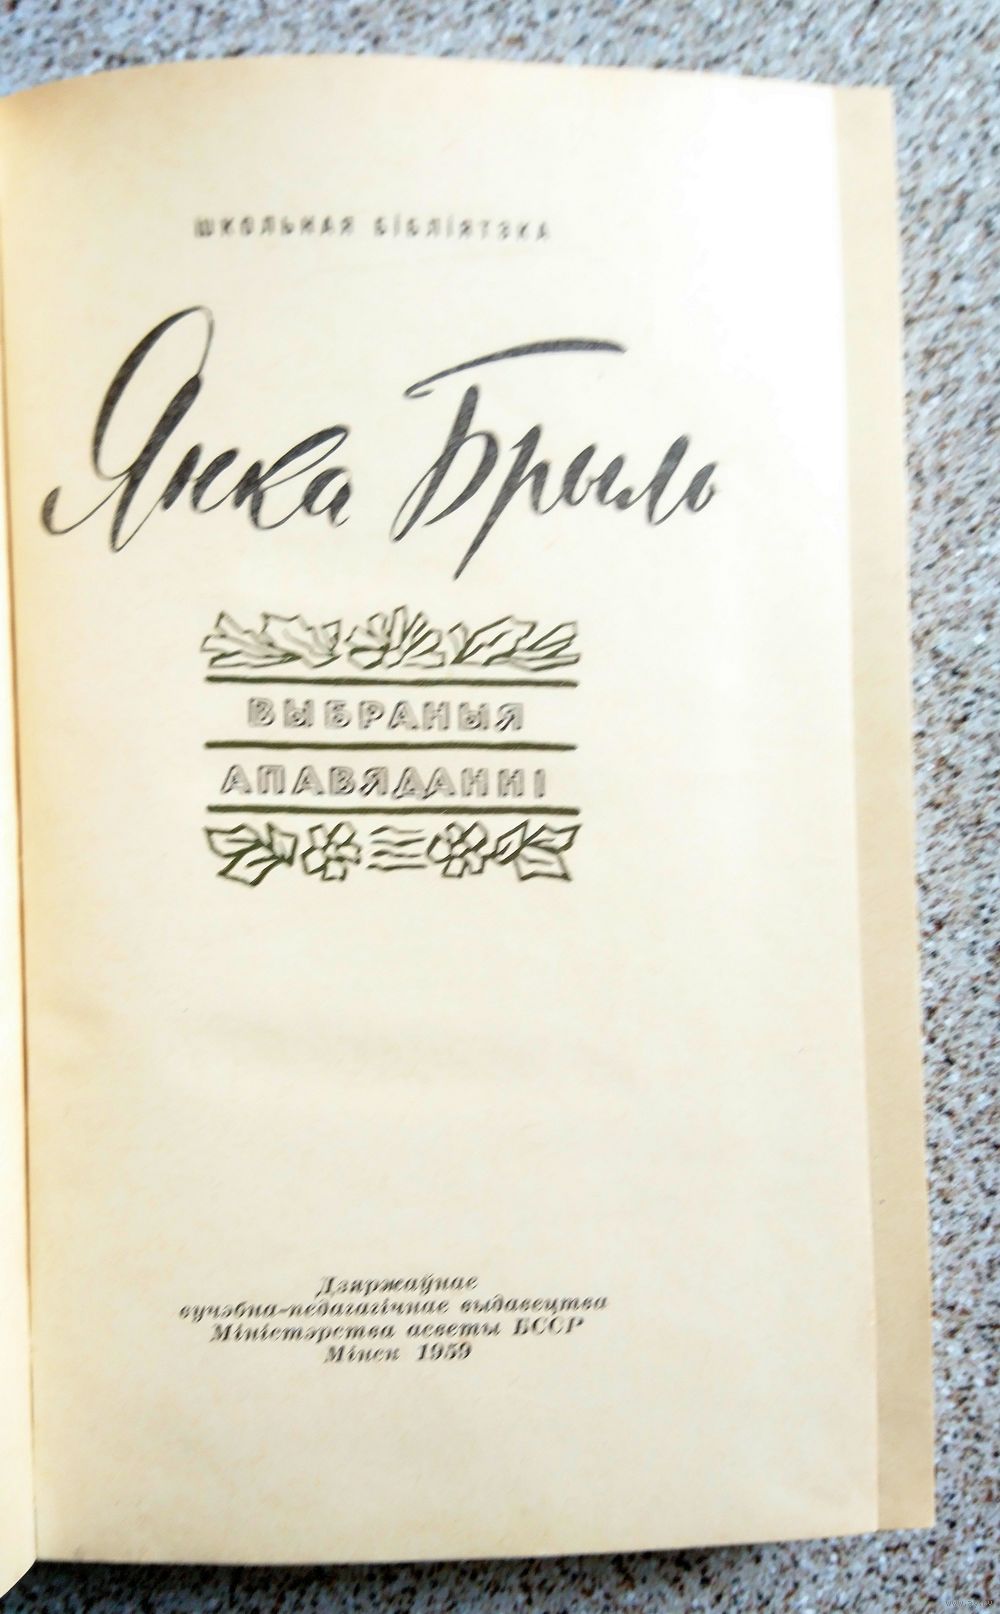 ШКОЛЬНАЯ БІБЛІЯТЭКА
Янка Брыль
ВЫБРАНЫЯ
АПАВЯДАННІ
Дзяржаўнае
вучэбна-педагагічнае выдавецтва
Міністэрства асветы БССР
Мінск 1959